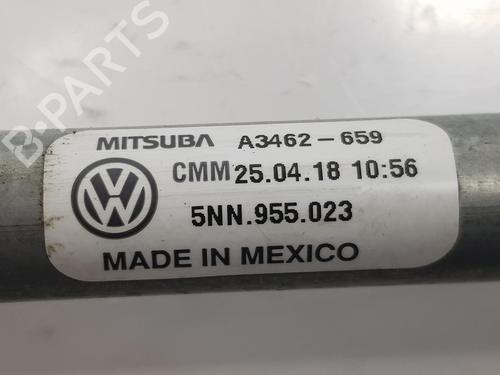 B-PARTS
MITSUBA A3462-659
CMM 25.04.18 10:56
5NN.955.023
MADE IN MEXICO